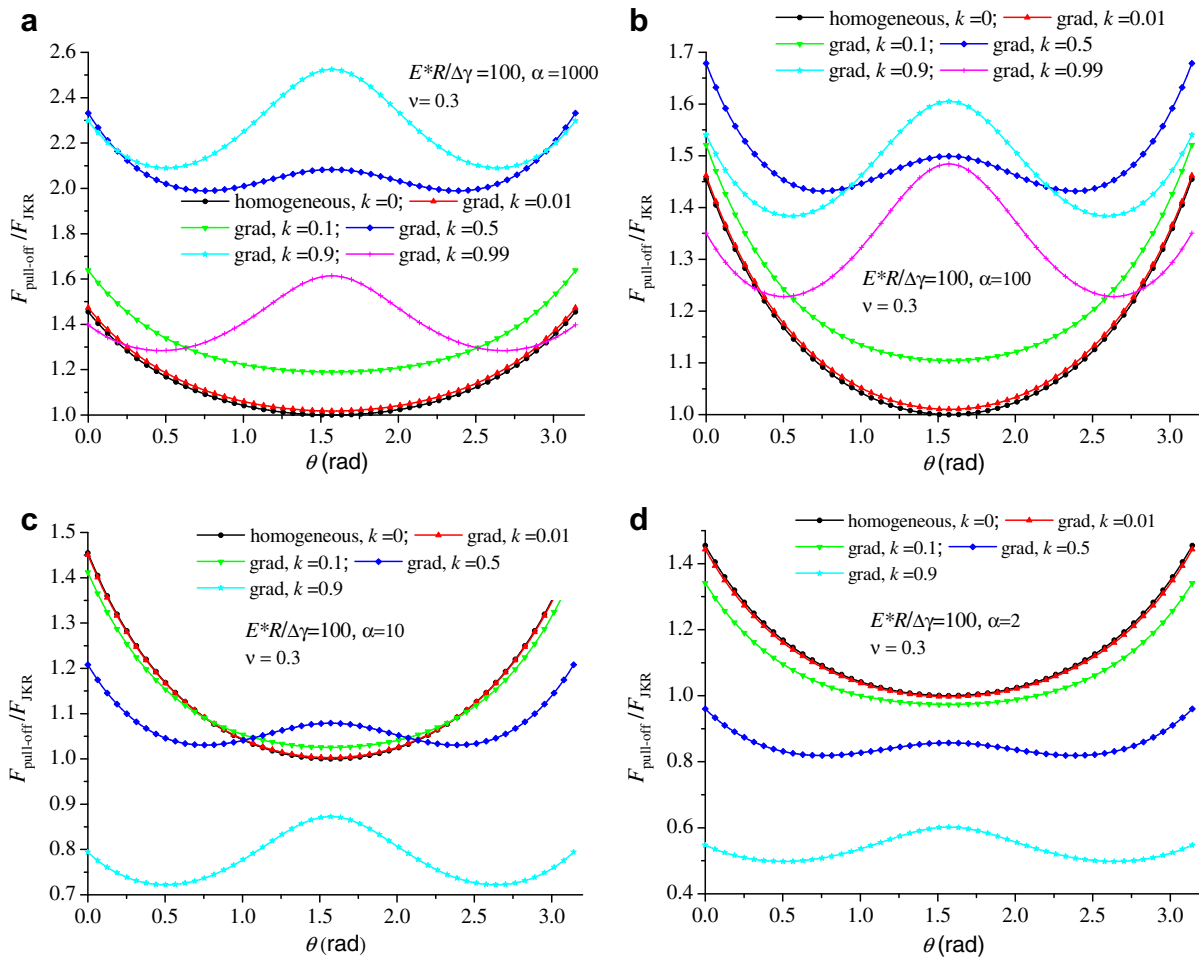 a
2.6
2.4
2.2
2.0
1.8
1.6
1.4
1.2
1.0
F pull-off /F JKR
E*R/Δγ =100, α =1000
ν = 0.3
homogeneous, k=0; grad, k =0.01
grad, k =0.1; grad, k =0.5
grad, k =0.9; grad, k =0.99
0.0 0.5 1.0 1.5 2.0 2.5 3.0
θ (rad)
b
homogeneous, k =0; grad, k =0.01
grad, k =0.1; grad, k =0.5
grad, k =0.9; grad, k =0.99
1.7
1.6
1.5
1.4
1.3
1.2
1.1
1.0
F pull-off /F JKR
E*R/Δγ=100, α=100
ν = 0.3
0.0 0.5 1.0 1.5 2.0 2.5 3.0
θ (rad)
c
homogeneous, k =0; grad, k =0.01
grad, k =0.1; grad, k =0.5
grad, k =0.9
1.5
1.4
1.3
1.2
1.1
1.0
0.9
0.8
0.7
F pull-off /F JKR
E*R/Δγ=100, α=10
ν = 0.3
0.0 0.5 1.0 1.5 2.0 2.5 3.0
θ (rad)
d
homogeneous, k =0; grad, k =0.01
grad, k =0.1; grad, k =0.5
grad, k =0.9
1.4
1.2
1.0
0.8
0.6
0.4
F pull-off /F JKR
E*R/Δγ=100, α=2
ν = 0.3
0.0 0.5 1.0 1.5 2.0 2.5 3.0
θ (rad)